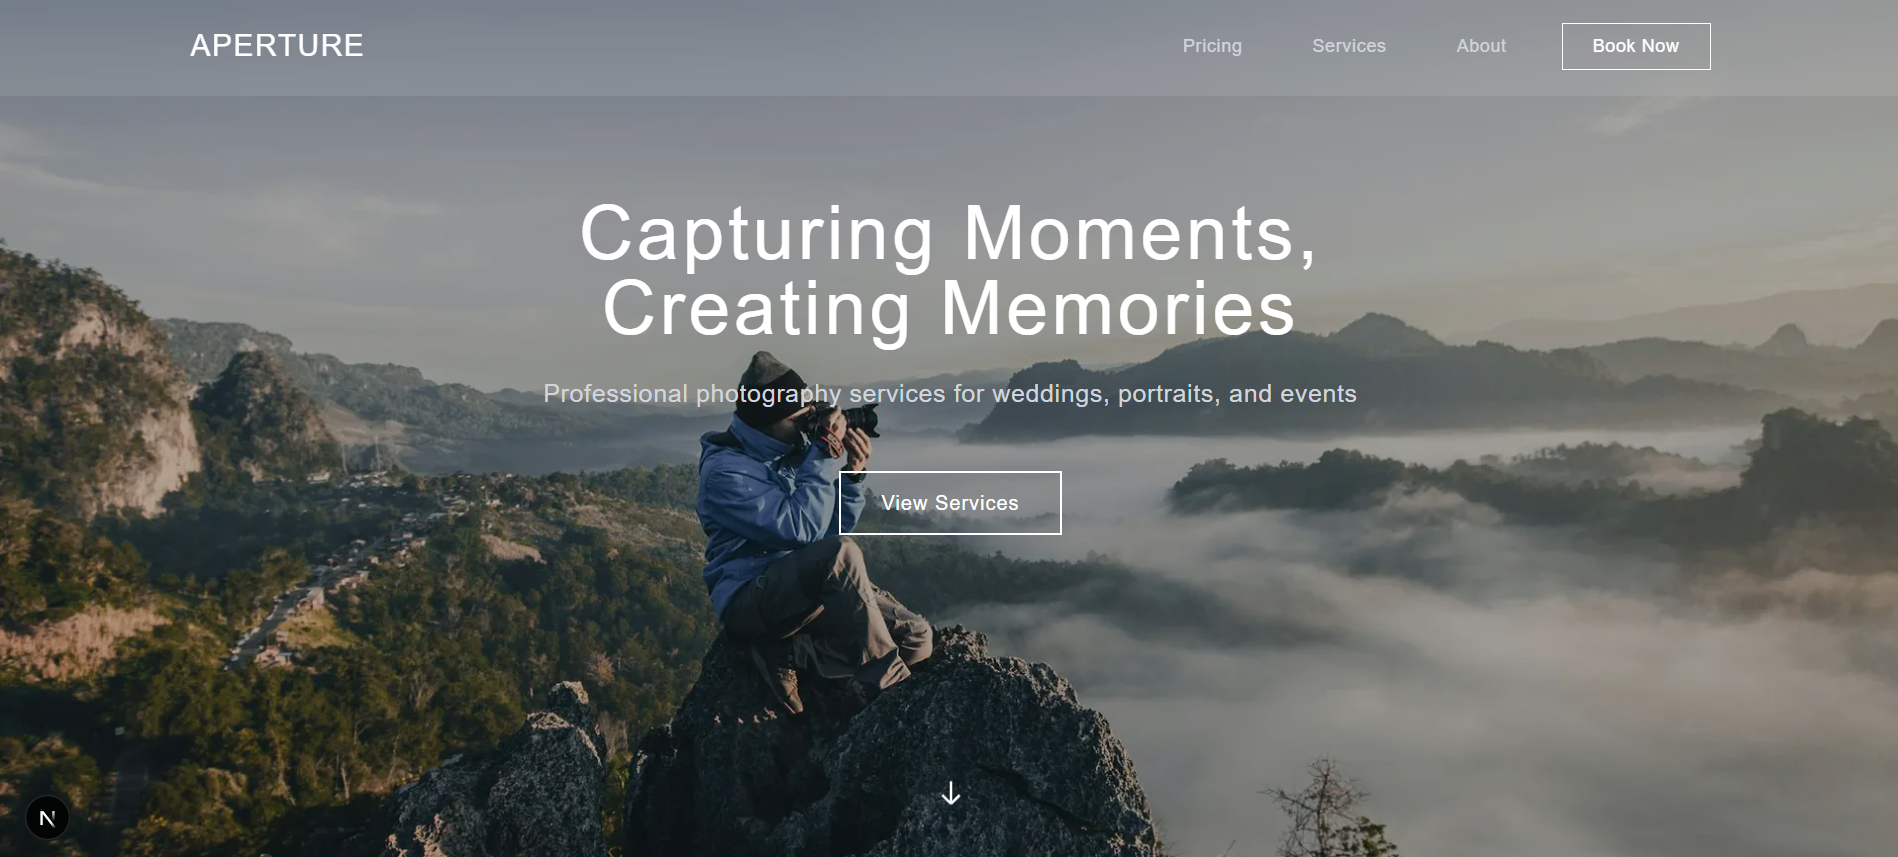 APERTURE
Pricing
Services
About
Book Now
Capturing Moments,
Creating Memories
Professional photography services for weddings, portraits, and events
View Services
N